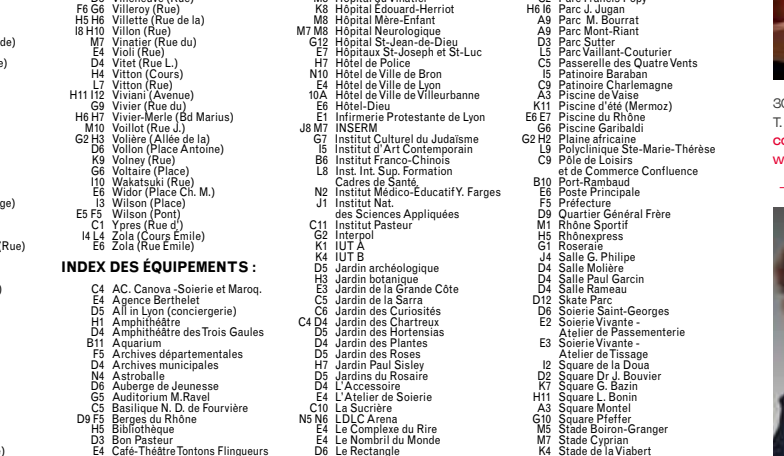 de)
e)
ge)
(Rue)
)
F6 G6 Villeroy (Rue)
H5 H6 Villette (Rue de la)
I8 H10 Villon (Rue)
M7 Vinatier (Rue du)
E4 Violi (Rue)
D4 Vitet (Rue L.)
H4 Vitton (Cours)
L7 Vitton (Rue)
H11 I12 Viviani (Avenue)
G9 Vivier (Rue du)
H6 H7 Vivier-Merle (Bd Marius)
M10 Voillot (Rue J.)
G2 H3 Volière (Allée de la)
D6 Vollon (Place Antoine)
K9 Volney (Rue)
G6 Voltaire (Place)
I10 Wakatsuki (Rue)
E6 Widor (Place Ch. M.)
I3 Wilson (Place)
E5 F5 Wilson (Pont)
C1 Ypres (Rue d')
I4 L4 Zola (Cours Émile)
E6 Zola (Rue Émile)
INDEX DES ÉQUIPEMENTS :
C4 AC. Canova -Soierie et Maroq.
E4 Agence Berthelet
D5 All in Lyon (conciergerie)
H1 Amphithéâtre
D4 Amphithéâtre des Trois Gaules
B11 Aquarium
F5 Archives départementales
D4 Archives municipales
N4 Astroballe
D6 Auberge de Jeunesse
G5 Auditorium M.Ravel
C5 Basilique N. D. de Fourvière
D9 F5 Berges du Rhône
H5 Bibliothèque
D3 Bon Pasteur
E4 Café-Théâtre Tontons Flingueurs
K8 Hôpital Édouard-Herriot
M8 Hôpital Mère-Enfant
M7 M8 Hôpital Neurologique
G12 Hôpital St-Jean-de-Dieu
E7 Hôpitaux St-Joseph et St-Luc
H7 Hôtel de Police
N10 Hôtel de Ville de Bron
E4 Hôtel de Ville de Lyon
10A Hôtel de Ville de Villeurbanne
E6 Hôtel-Dieu
E1 Infirmerie Protestante de Lyon
J8 M7 INSERM
G7 Institut Culturel du Judaïsme
I5 Institut d'Art Contemporain
B6 Institut Franco-Chinois
L8 Inst. Int. Sup. Formation
Cadres de Santé
N2 Institut Médico-Éducatif Y. Farges
J1 Institut Nat.
des Sciences Appliquées
C11 Institut Pasteur
G2 Interpol
K1 IUT A
K4 IUT B
D5 Jardin archéologique
H3 Jardin botanique
E3 Jardin de la Grande Côte
C5 Jardin de la Sarra
C6 Jardin des Curiosités
C4 D4 Jardin des Chartreux
D5 Jardin des Hortensias
D4 Jardin des Plantes
D5 Jardin des Roses
H7 Jardin Paul Sisley
D5 Jardins du Rosaire
D4 L'Accessoire
E4 L'Atelier de Soierie
C10 La Sucrière
N5 N6 LDLC Arena
E4 Le Complexe du Rire
E4 Le Nombril du Monde
D6 Le Rectangle
H6 I6 Parc J. Jugan
A9 Parc M. Bourrat
A9 Parc Mont-Riant
D3 Parc Sutter
L5 Parc Vaillant-Couturier
C5 Passerelle des Quatre Vents
I5 Patinoire Baraban
C9 Patinoire Charlemagne
A3 Piscine de Vaise
K11 Piscine d'été (Mermoz)
E6 E7 Piscine du Rhône
G6 Piscine Garibaldi
G2 H2 Plaine africaine
L9 Polyclinique Ste-Marie-Thérèse
C9 Pôle de Loisirs
et de Commerce Confluence
B10 Port-Rambaud
E6 Poste Principale
F5 Préfecture
D9 Quartier Général Frère
M1 Rhône Sportif
H5 Rhônexpress
G1 Roseraie
J4 Salle G. Philipe
D4 Salle Molière
D4 Salle Paul Garcin
D4 Salle Rameau
D12 Skate Parc
D6 Soierie Saint-Georges
E2 Soierie Vivante -
Atelier de Passementerie
E3 Soierie Vivante -
Atelier de Tissage
I2 Square de la Doua
D2 Square Dr J. Bouvier
K7 Square G. Bazin
H11 Square L. Bonin
A3 Square Montel
G10 Square Pfeffer
M5 Stade Boiron-Granger
M7 Stade Cyprian
K4 Stade de la Viabert
30
T.
co
w